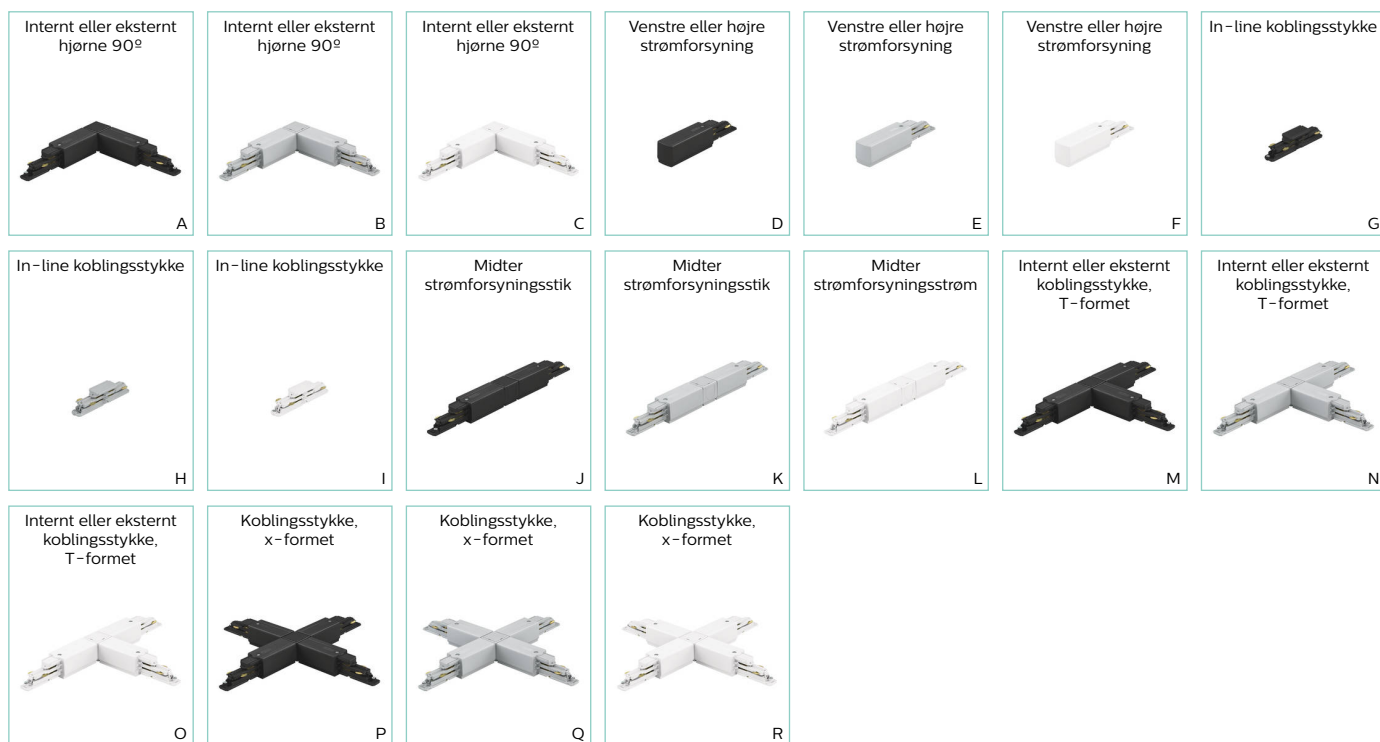 Internt eller eksternt
hjørne 90º
A
Internt eller eksternt
hjørne 90º
B
Internt eller eksternt
hjørne 90º
C
Venstre eller højre
strømforsyning
D
Venstre eller højre
strømforsyning
E
Venstre eller højre
strømforsyning
F
In-line koblingsstykke
G
In-line koblingsstykke
H
In-line koblingsstykke
I
Midter
strømforsyningsstik
J
Midter
strømforsyningsstik
K
Midter
strømforsyningsstrøm
L
Internt eller eksternt
koblingsstykke,
T-formet
M
Internt eller eksternt
koblingsstykke,
T-formet
N
Internt eller eksternt
koblingsstykke,
T-formet
O
Koblingsstykke,
x-formet
P
Koblingsstykke,
x-formet
Q
Koblingsstykke,
x-formet
R